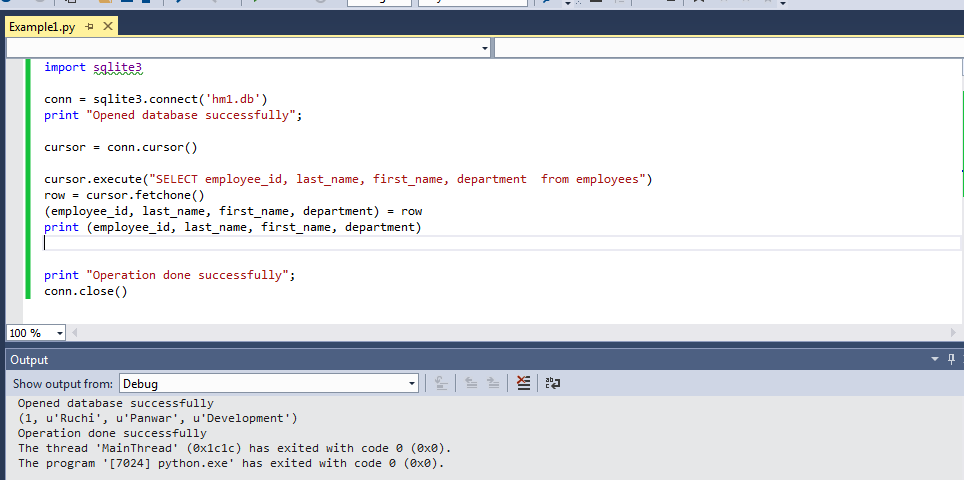 Example1.py
import sqlite3
conn = sqlite3.connect('hm1.db')
print "Opened database successfully";
cursor = conn.cursor()
cursor.execute("SELECT employee_id, last_name, first_name, department  from employees")
row = cursor.fetchone()
(employee_id, last_name, first_name, department) = row
print (employee_id, last_name, first_name, department)
print "Operation done successfully";
conn.close()
100 %
Output
Show output from: Debug
Opened database successfully
(1, u'Ruchi', u'Panwar', u'Development')
Operation done successfully
The thread 'MainThread' (0x1c1c) has exited with code 0 (0x0).
The program '[7024] python.exe' has exited with code 0 (0x0).